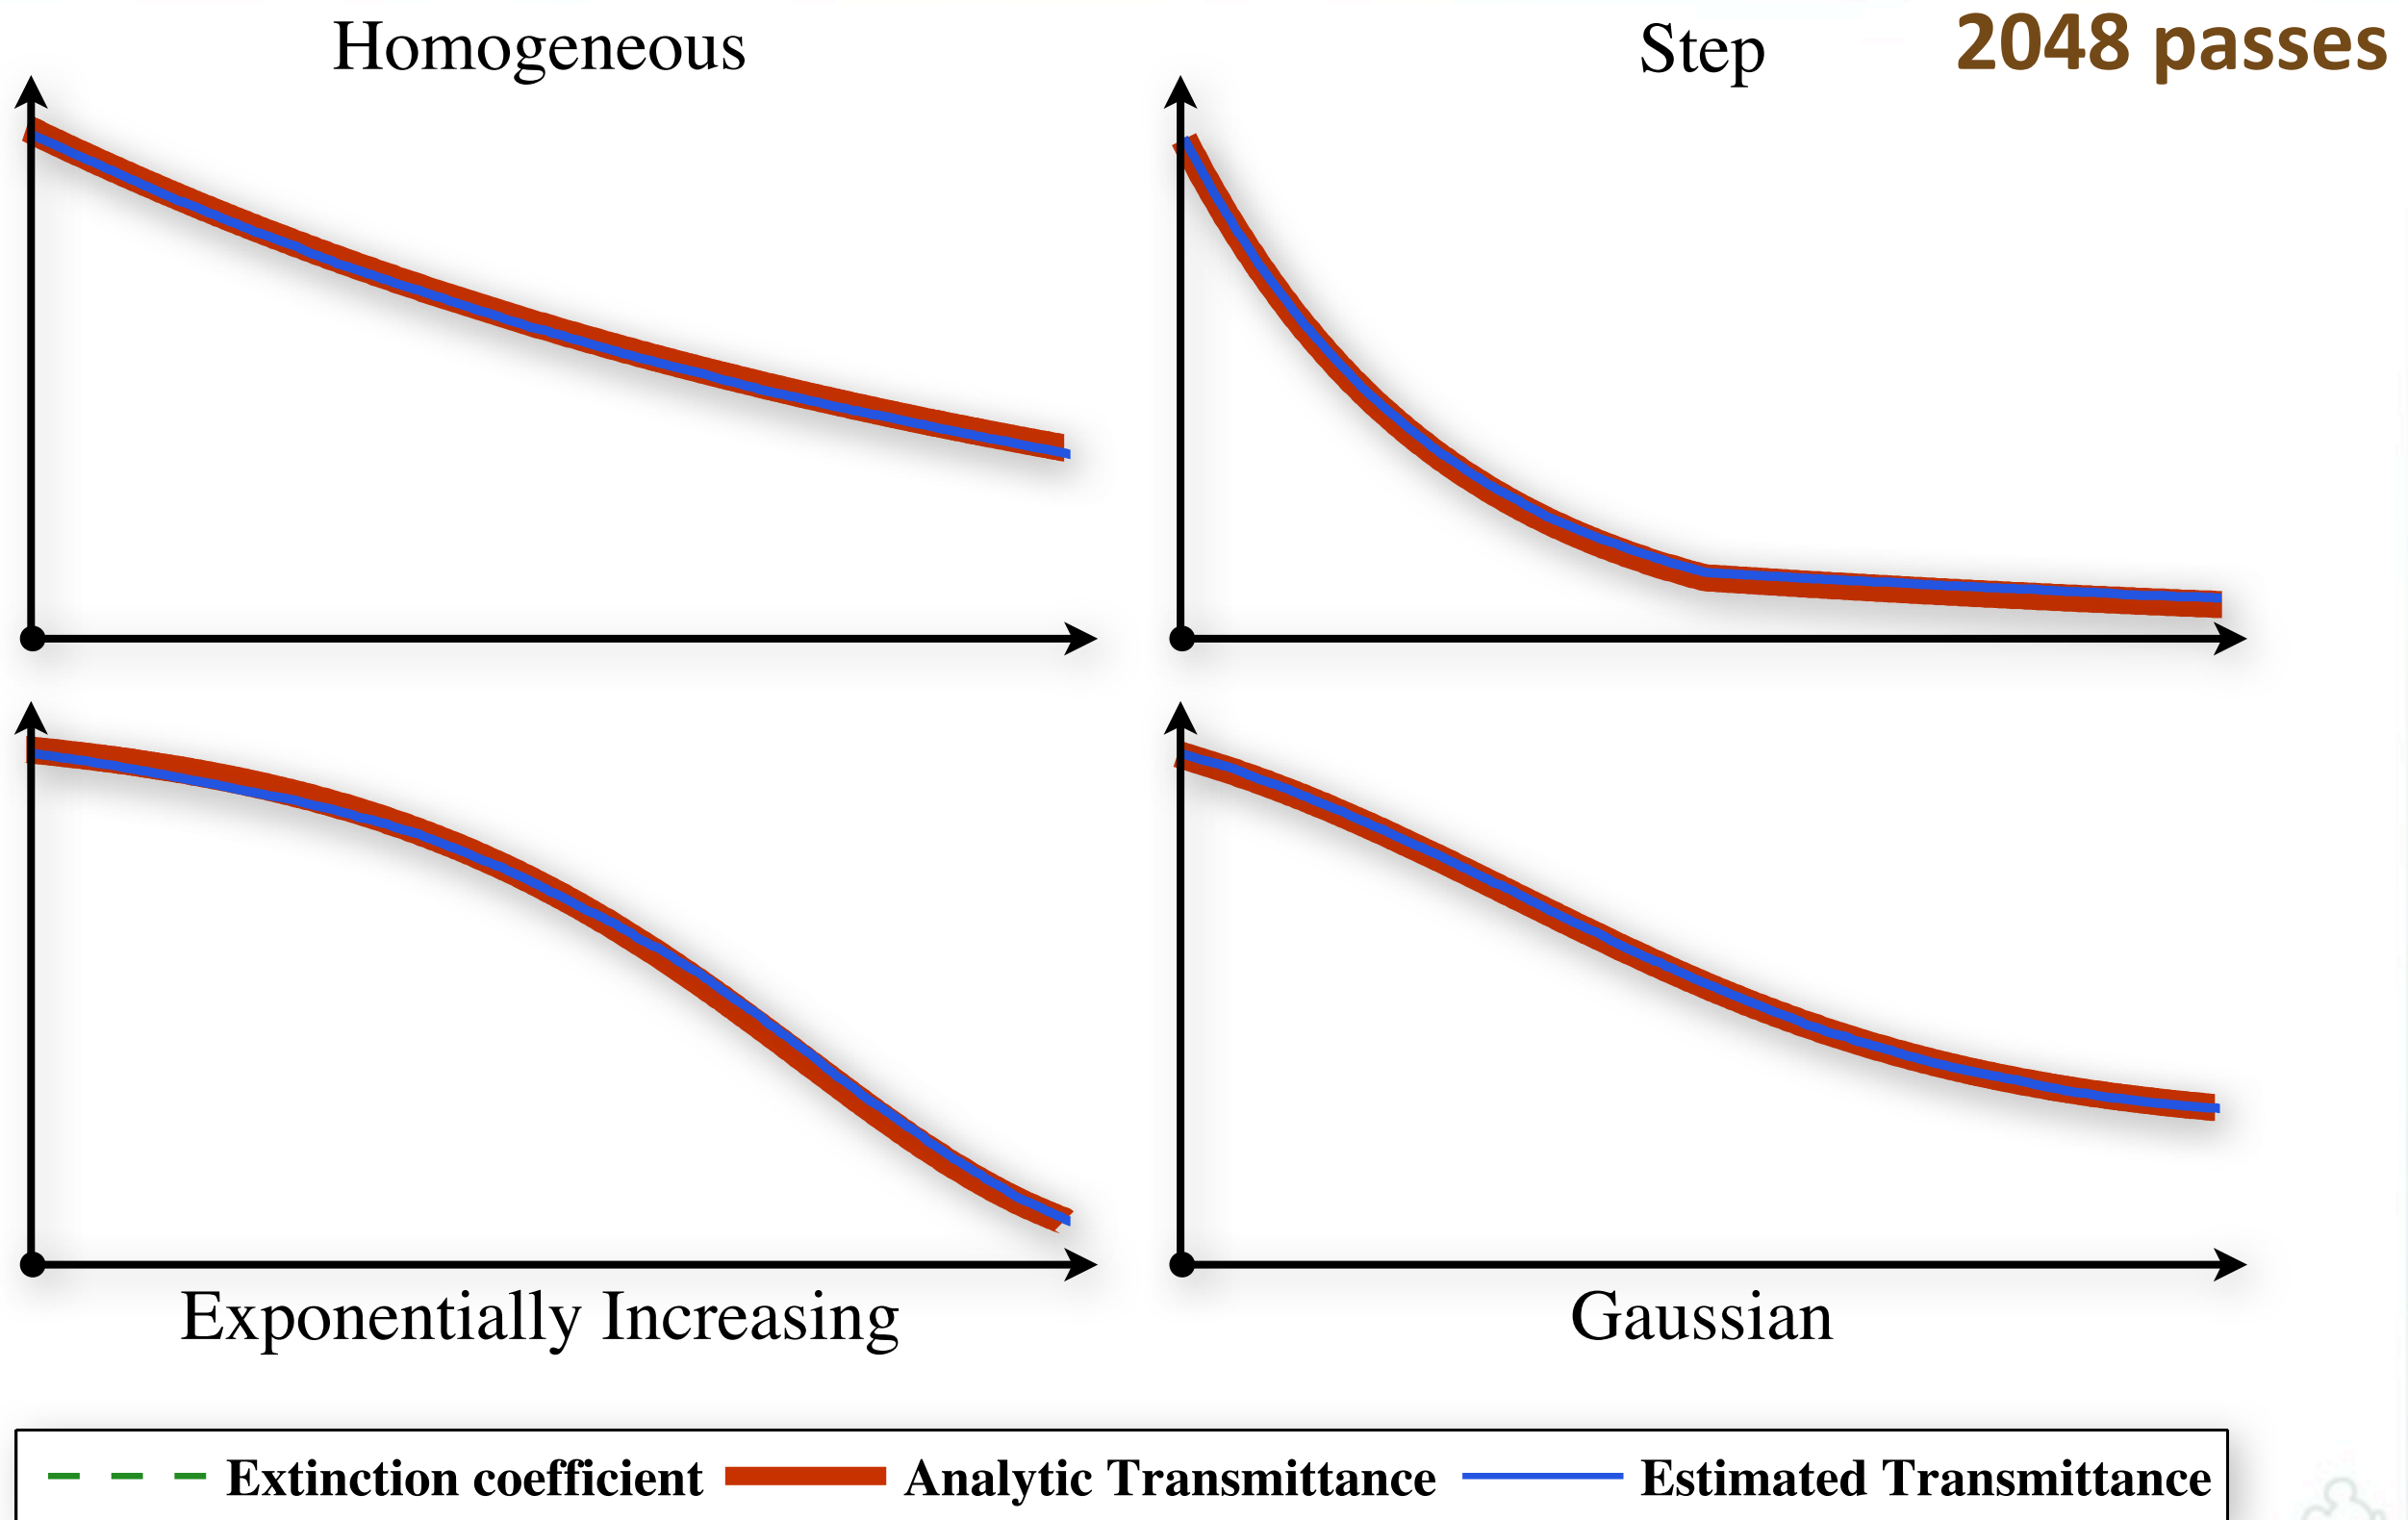 Homogeneous
Step
2048 passes
Exponentially Increasing
Gaussian
Extinction coefficient
Analytic Transmittance
Estimated Transmittance